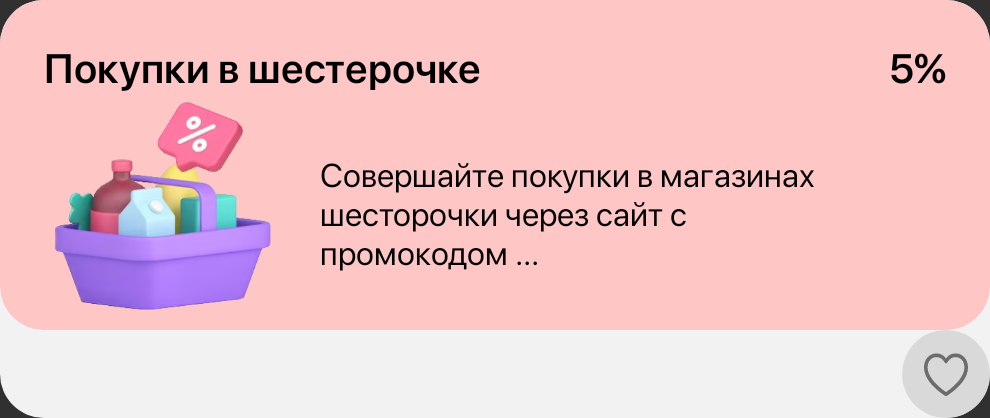 Покупки в шестерочке 5%
%
Совершайте покупки в магазинах
шесторочки через сайт с
промокодом ...